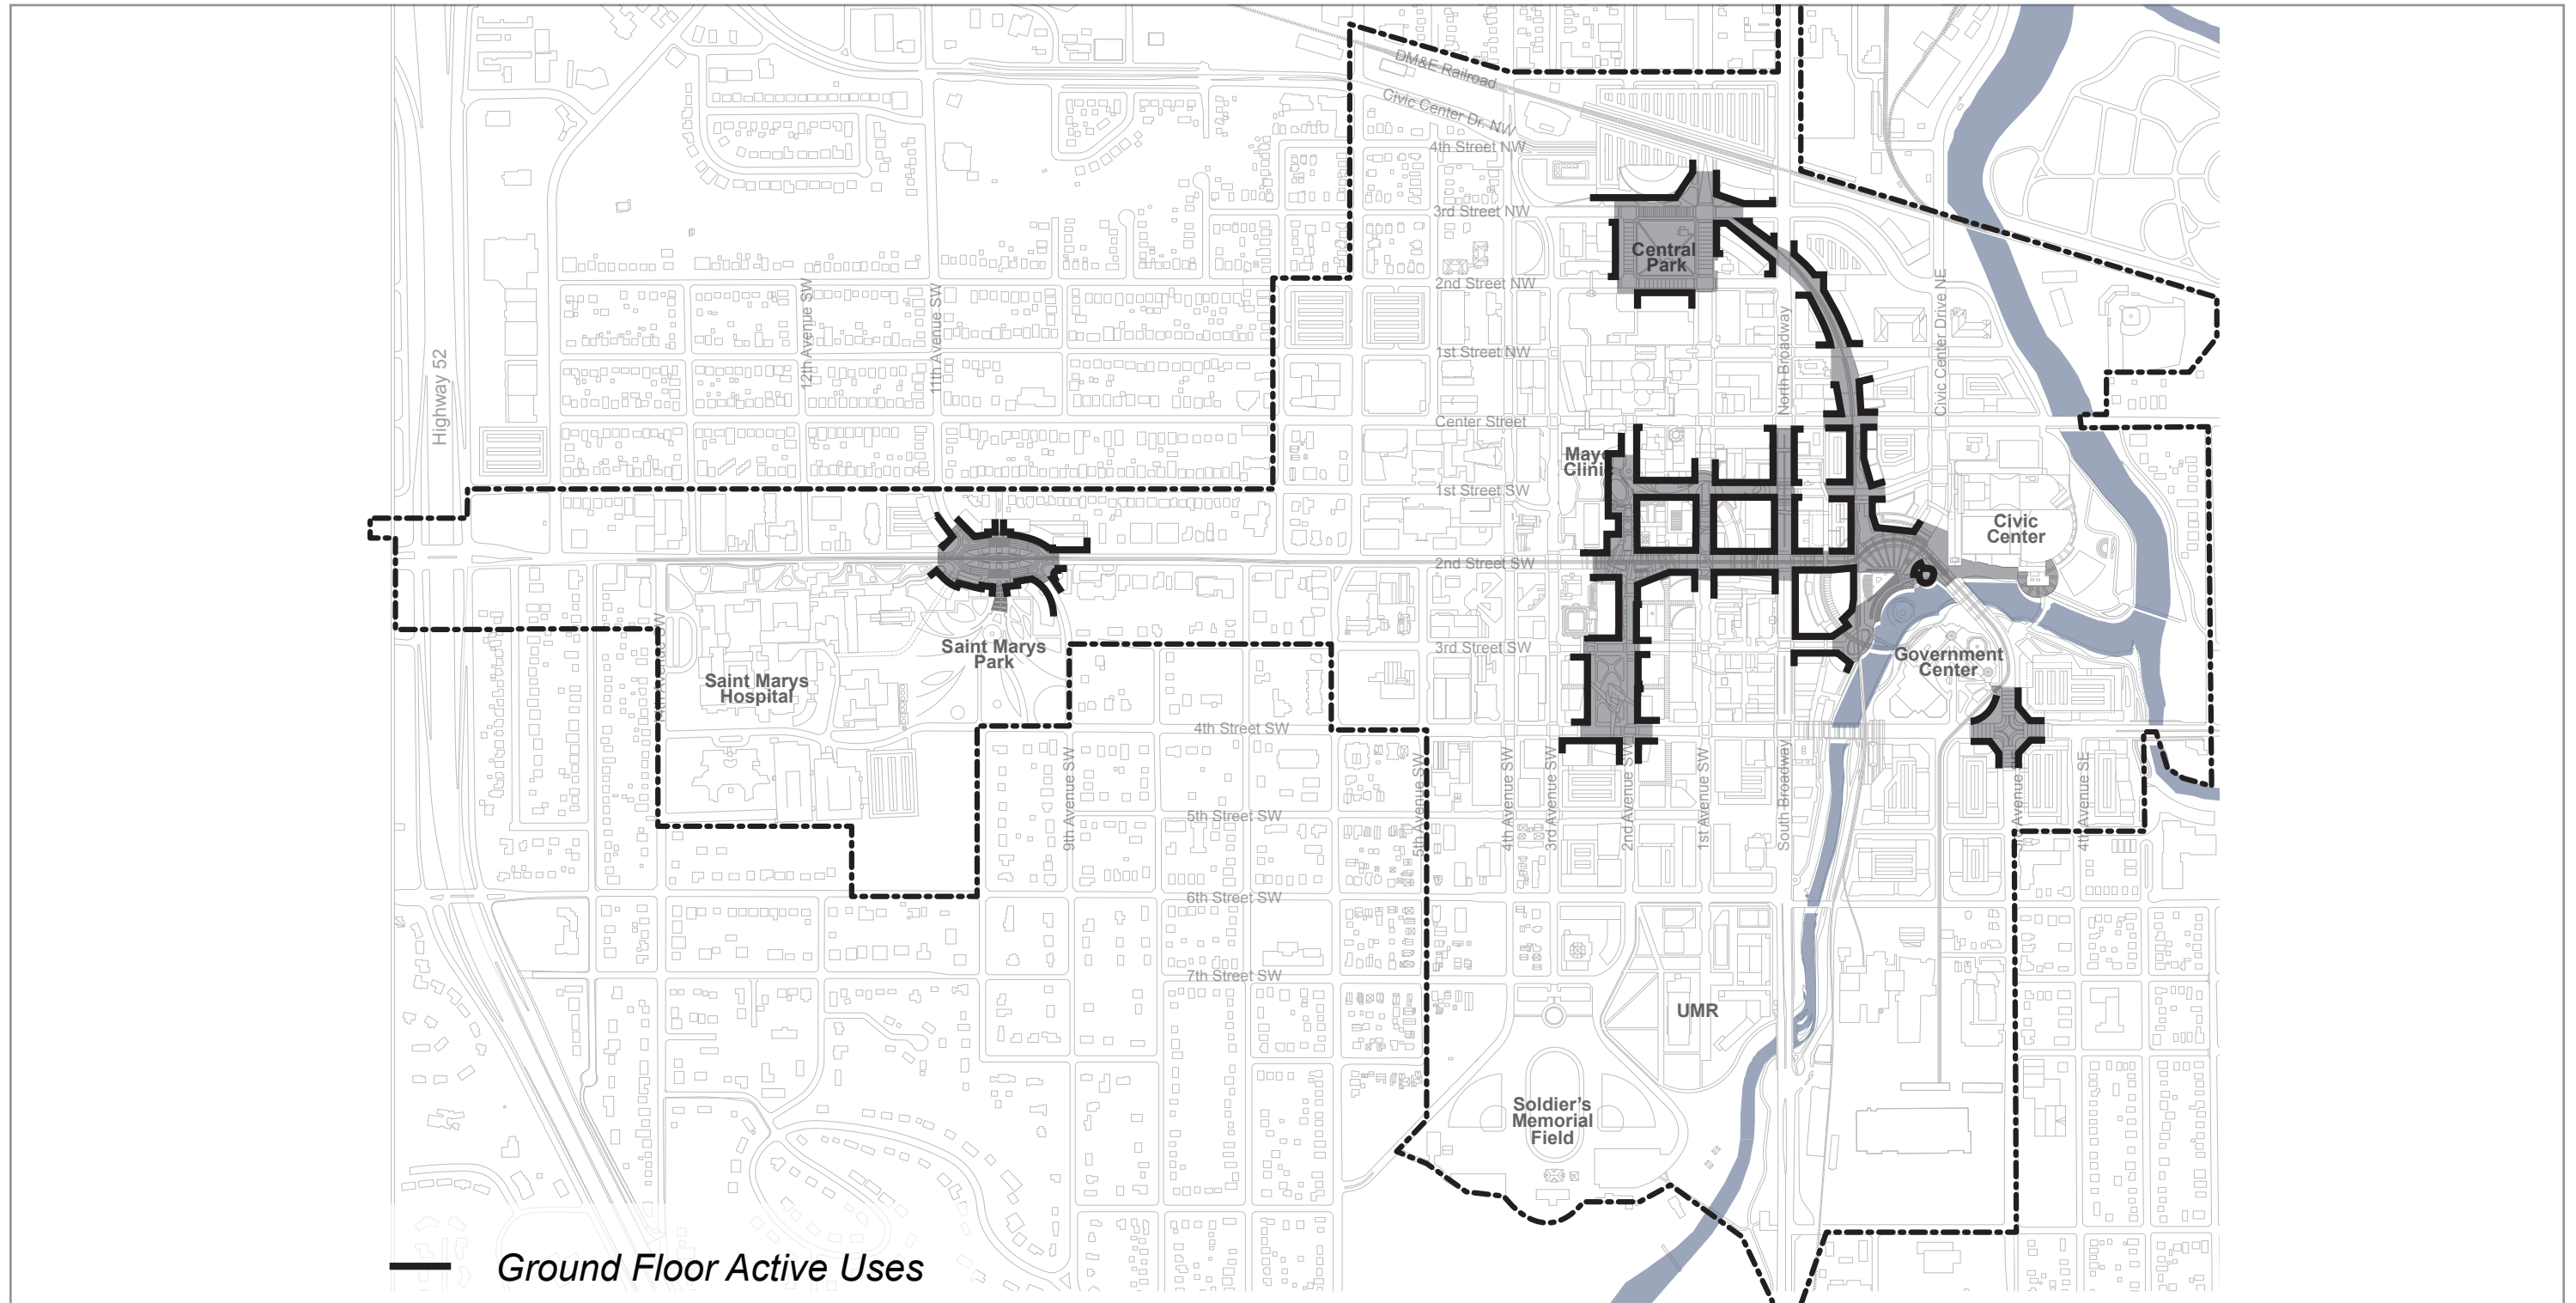 DM&E Railroad
Civic Center Dr. NW
4th Street NW
3rd Street NW
Central
Park
2nd Street NW
12th Avenue SW
11th Avenue SW
Civic Center Drive NE
North Broadway
1st Street NW
Highway 52
Center Street
Mayo
Clinic
1st Street SW
Civic
Center
2nd Street SW
Saint Marys
Park
3rd Street SW
Government
Center
Saint Marys
Hospital
4th Street SW
9th Avenue SW
5th Avenue SW
4th Avenue SW
3rd Avenue SW
2nd Avenue SW
1st Avenue SW
South Broadway
4th Avenue SE
5th Street SW
6th Street SW
7th Street SW
UMR
Soldier's
Memorial
Field
Ground Floor Active Uses